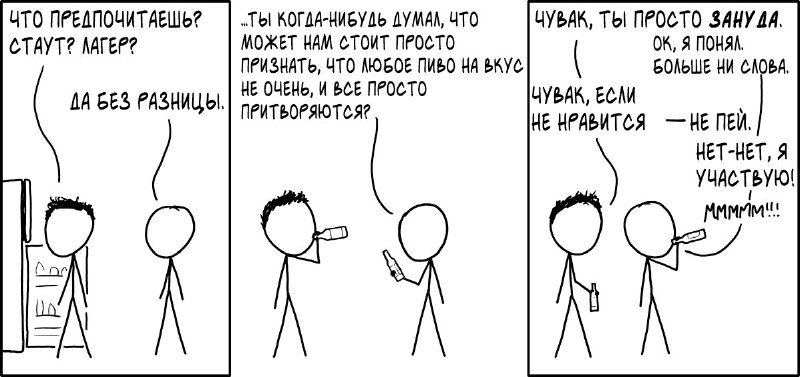 ЧТО ПРЕДПОЧИТАЕШЬ?
СТАУТ? ЛАГЕР?
ДА БЕЗ РАЗНИЦЫ.
...ТЫ КОГДА-НИБУДЬ ДУМАЛ, ЧТО
МОЖЕТ НАМ СТОИТ ПРОСТО
ПРИЗНАТЬ, ЧТО ЛЮБОЕ ПИВО НА ВКУС
НЕ ОЧЕНЬ, И ВСЕ ПРОСТО
ПРИТВОРЯЮТСЯ?
ЧУВАК, ТЫ ПРОСТО ЗАНУДА.
ОК, Я ПОНЯЛ.
БОЛЬШЕ НИ СЛОВА.
ЧУВАК, ЕСЛИ
НЕ НРАВИТСЯ — НЕ ПЕЙ.
НЕТ-НЕТ, Я
УЧАСТВУЮ!
МММММ!!!